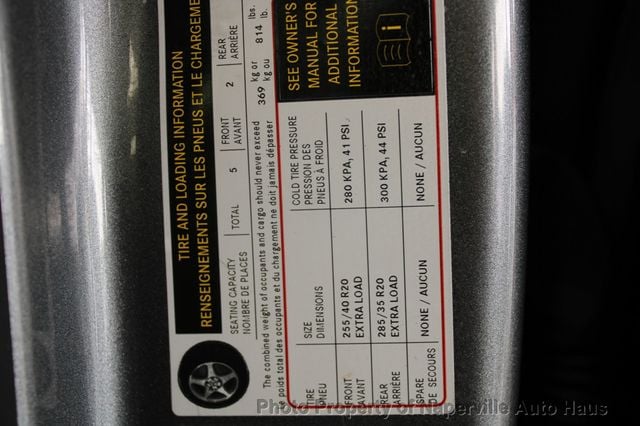 TIRE AND LOADING INFORMATION
RENSEIGNEMENTS SUR LES PNEUS ET LE CHARGEME
SEATING CAPACITY TOTAL 5 FRONT 2 REAR
NOMBRE DE PLACES AVANT ARRIÈRE
The combined weight of occupants and cargo should never exceed 369 kg or 814 lbs.
e poids total des occupants et du chargement ne doit jamais dépasser kg ou lb.
TIRE SIZE COLD TIRE PRESSURE
PNEU DIMENSIONS PRESSION DES
PNEUS À FROID
FRONT 255/40 R20 280 KPA, 41 PSI
AVANT EXTRA LOAD
REAR 285/35 R20 300 KPA, 44 PSI
ARRIÈRE EXTRA LOAD
SPARE NONE / AUCUN NONE / AUCUN
DE SECOURS
SEE OWNER'S
MANUAL FOR
ADDITIONAL
INFORMATION
Photo Property of Naperville Auto Haus